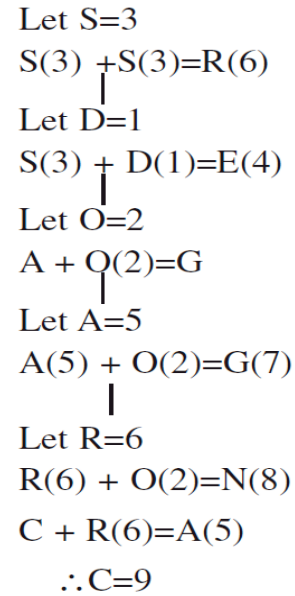 Let S=3
S(3) +S(3)=R(6)
Let D=1
S(3) + D(1)=E(4)
Let O=2
A + O(2)=G
Let A=5
A(5) + O(2)=G(7)
Let R=6
R(6) + O(2)=N(8)
C + R(6)=A(5)
∴C=9